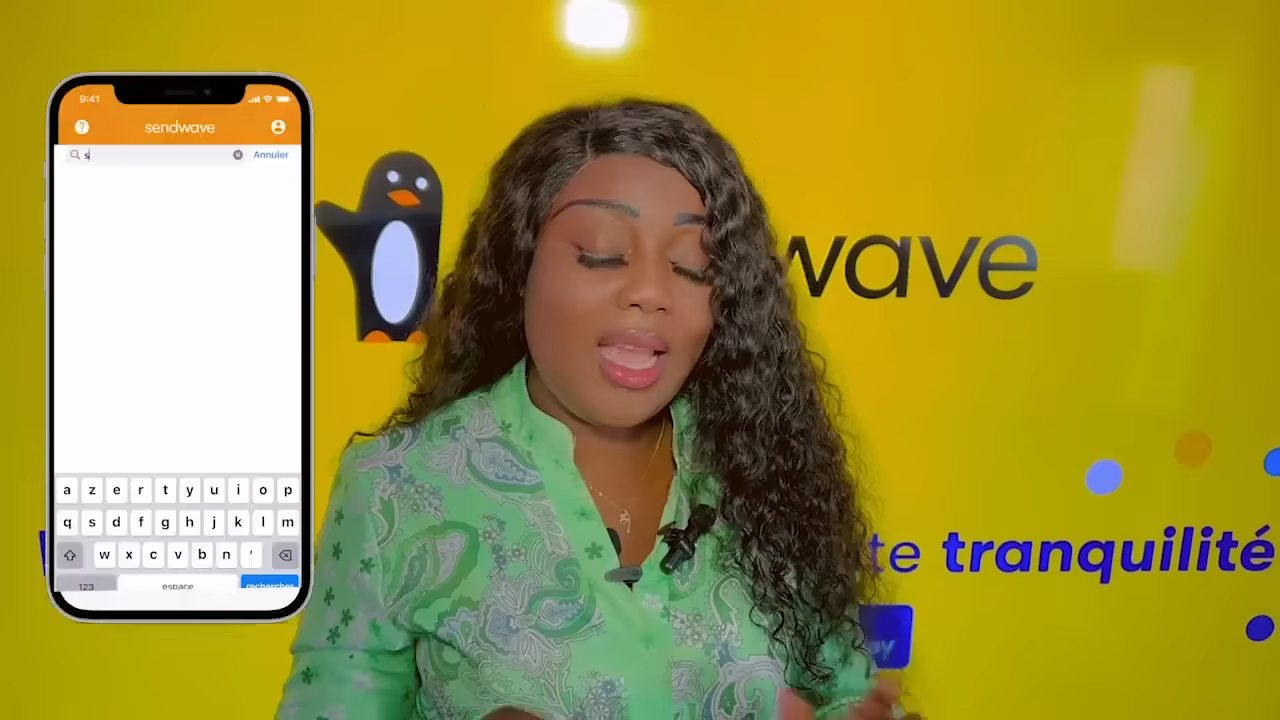 9:41
sendwave
s
Annuler
a z e r t y u i o p
q s d f g h j k l m
w x c v b n '
123 espace rechercher
wave
te tranquilité